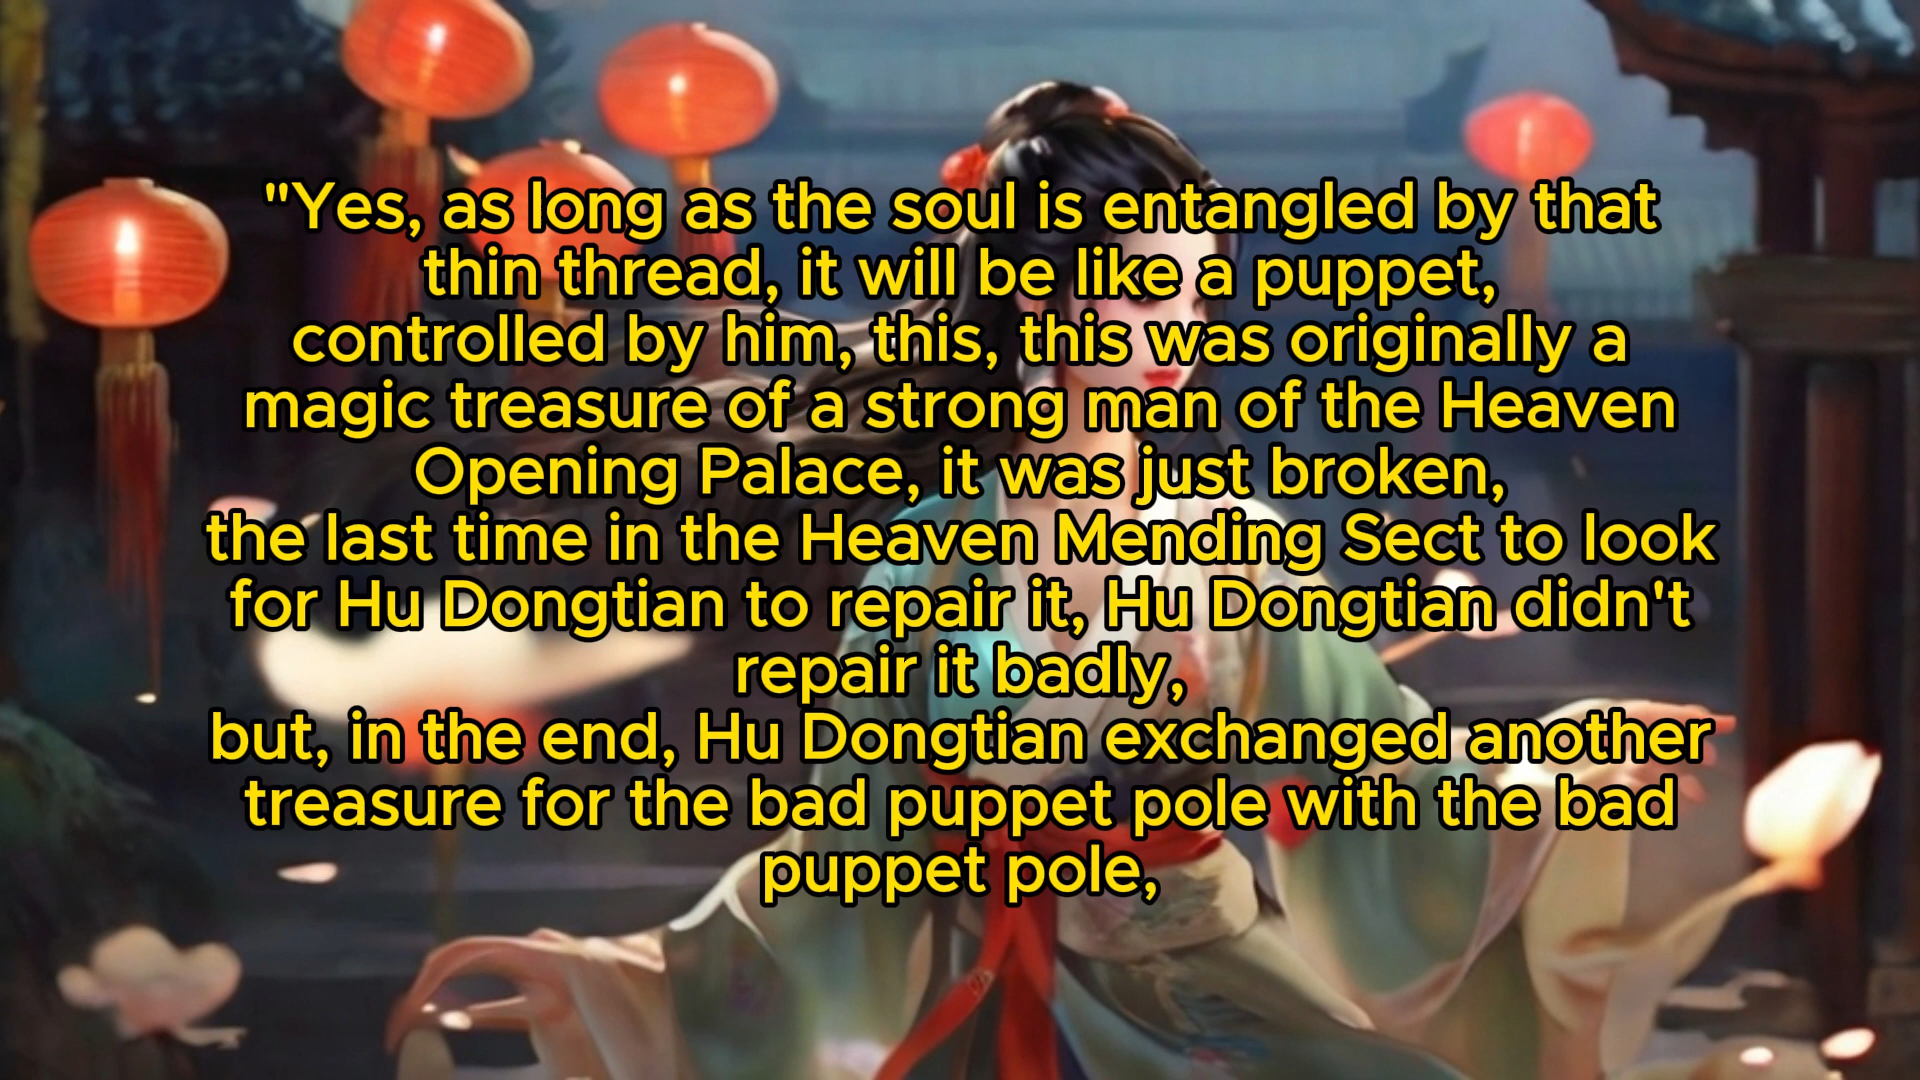 "Yes, as long as the soul is entangled by that
thin thread, it will be like a puppet,
controlled by him, this, this was originally a
magic treasure of a strong man of the Heaven
Opening Palace, it was just broken,
the last time in the Heaven Mending Sect to look
for Hu Dongtian to repair it, Hu Dongtian didn't
repair it badly,
but, in the end, Hu Dongtian exchanged another
treasure for the bad puppet pole with the bad
puppet pole,